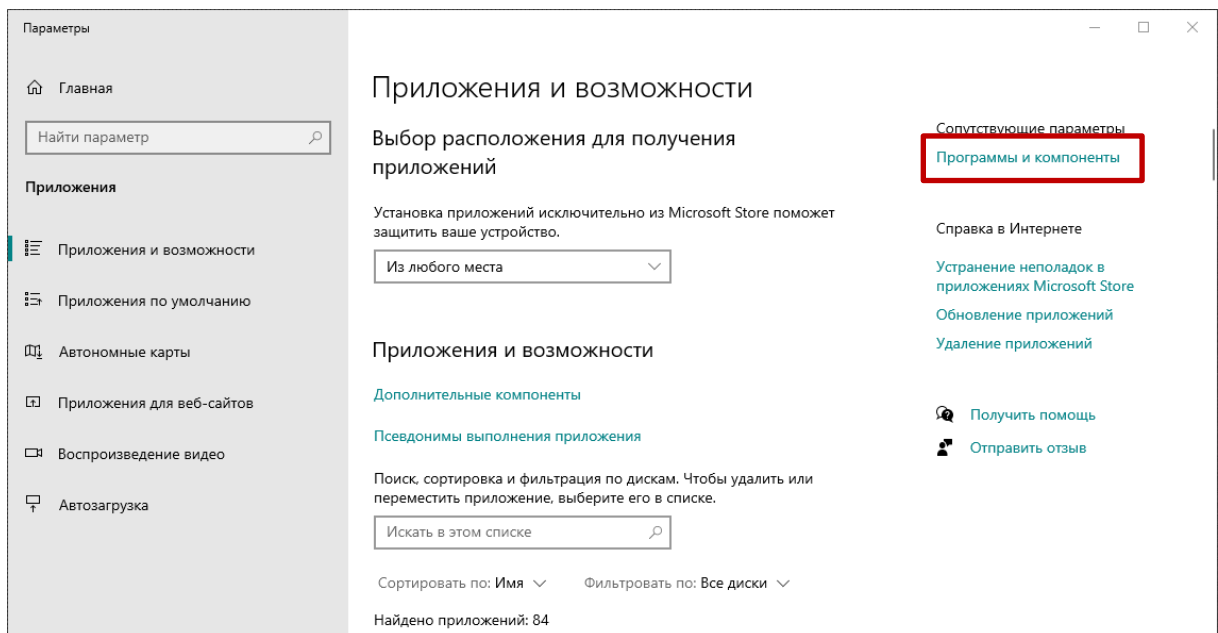 Параметры
Главная
Найти параметр
Приложения
Приложения и возможности
Приложения по умолчанию
Автономные карты
Приложения для веб-сайтов
Воспроизведение видео
Автозагрузка
Приложения и возможности
Выбор расположения для получения
приложений
Установка приложений исключительно из Microsoft Store поможет
защитить ваше устройство.
Из любого места
Приложения и возможности
Дополнительные компоненты
Псевдонимы выполнения приложения
Поиск, сортировка и фильтрация по дискам. Чтобы удалить или
переместить приложение, выберите его в списке.
Искать в этом списке
Сортировать по: Имя Фильтровать по: Все диски
Найдено приложений: 84
Сопутствующие параметры
Программы и компоненты
Справка в Интернете
Устранение неполадок в
приложениях Microsoft Store
Обновление приложений
Удаление приложений
Получить помощь
Отправить отзыв